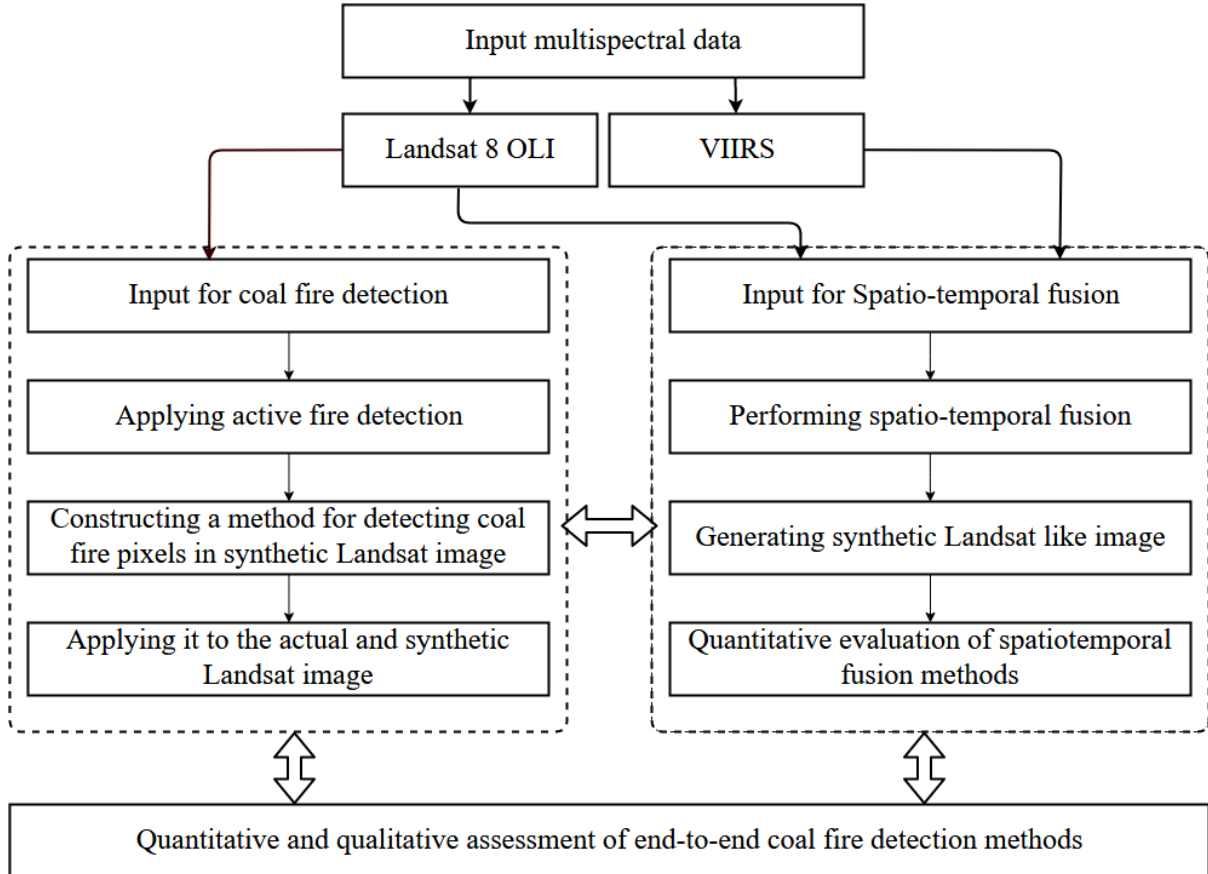 Input multispectral data
Landsat 8 OLI
VIIRS
Input for coal fire detection
Applying active fire detection
Constructing a method for detecting coal
fire pixels in synthetic Landsat image
Applying it to the actual and synthetic
Landsat image
Input for Spatio-temporal fusion
Performing spatio-temporal fusion
Generating synthetic Landsat like image
Quantitative evaluation of spatiotemporal
fusion methods
Quantitative and qualitative assessment of end-to-end coal fire detection methods